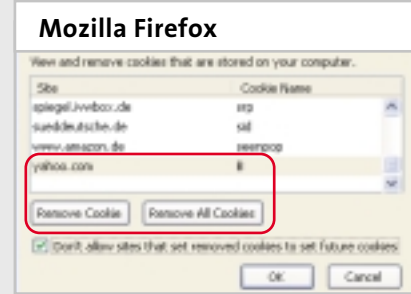 Mozilla Firefox
View and remove cookies that are stored on your computer.
Site Cookie Name
spiegel.ivwbox.de srp
sueddeutsche.de sid
www.amazon.de seenpop
yahoo.com B
Remove Cookie Remove All Cookies
Don't allow sites that set removed cookies to set future cookies
OK Cancel